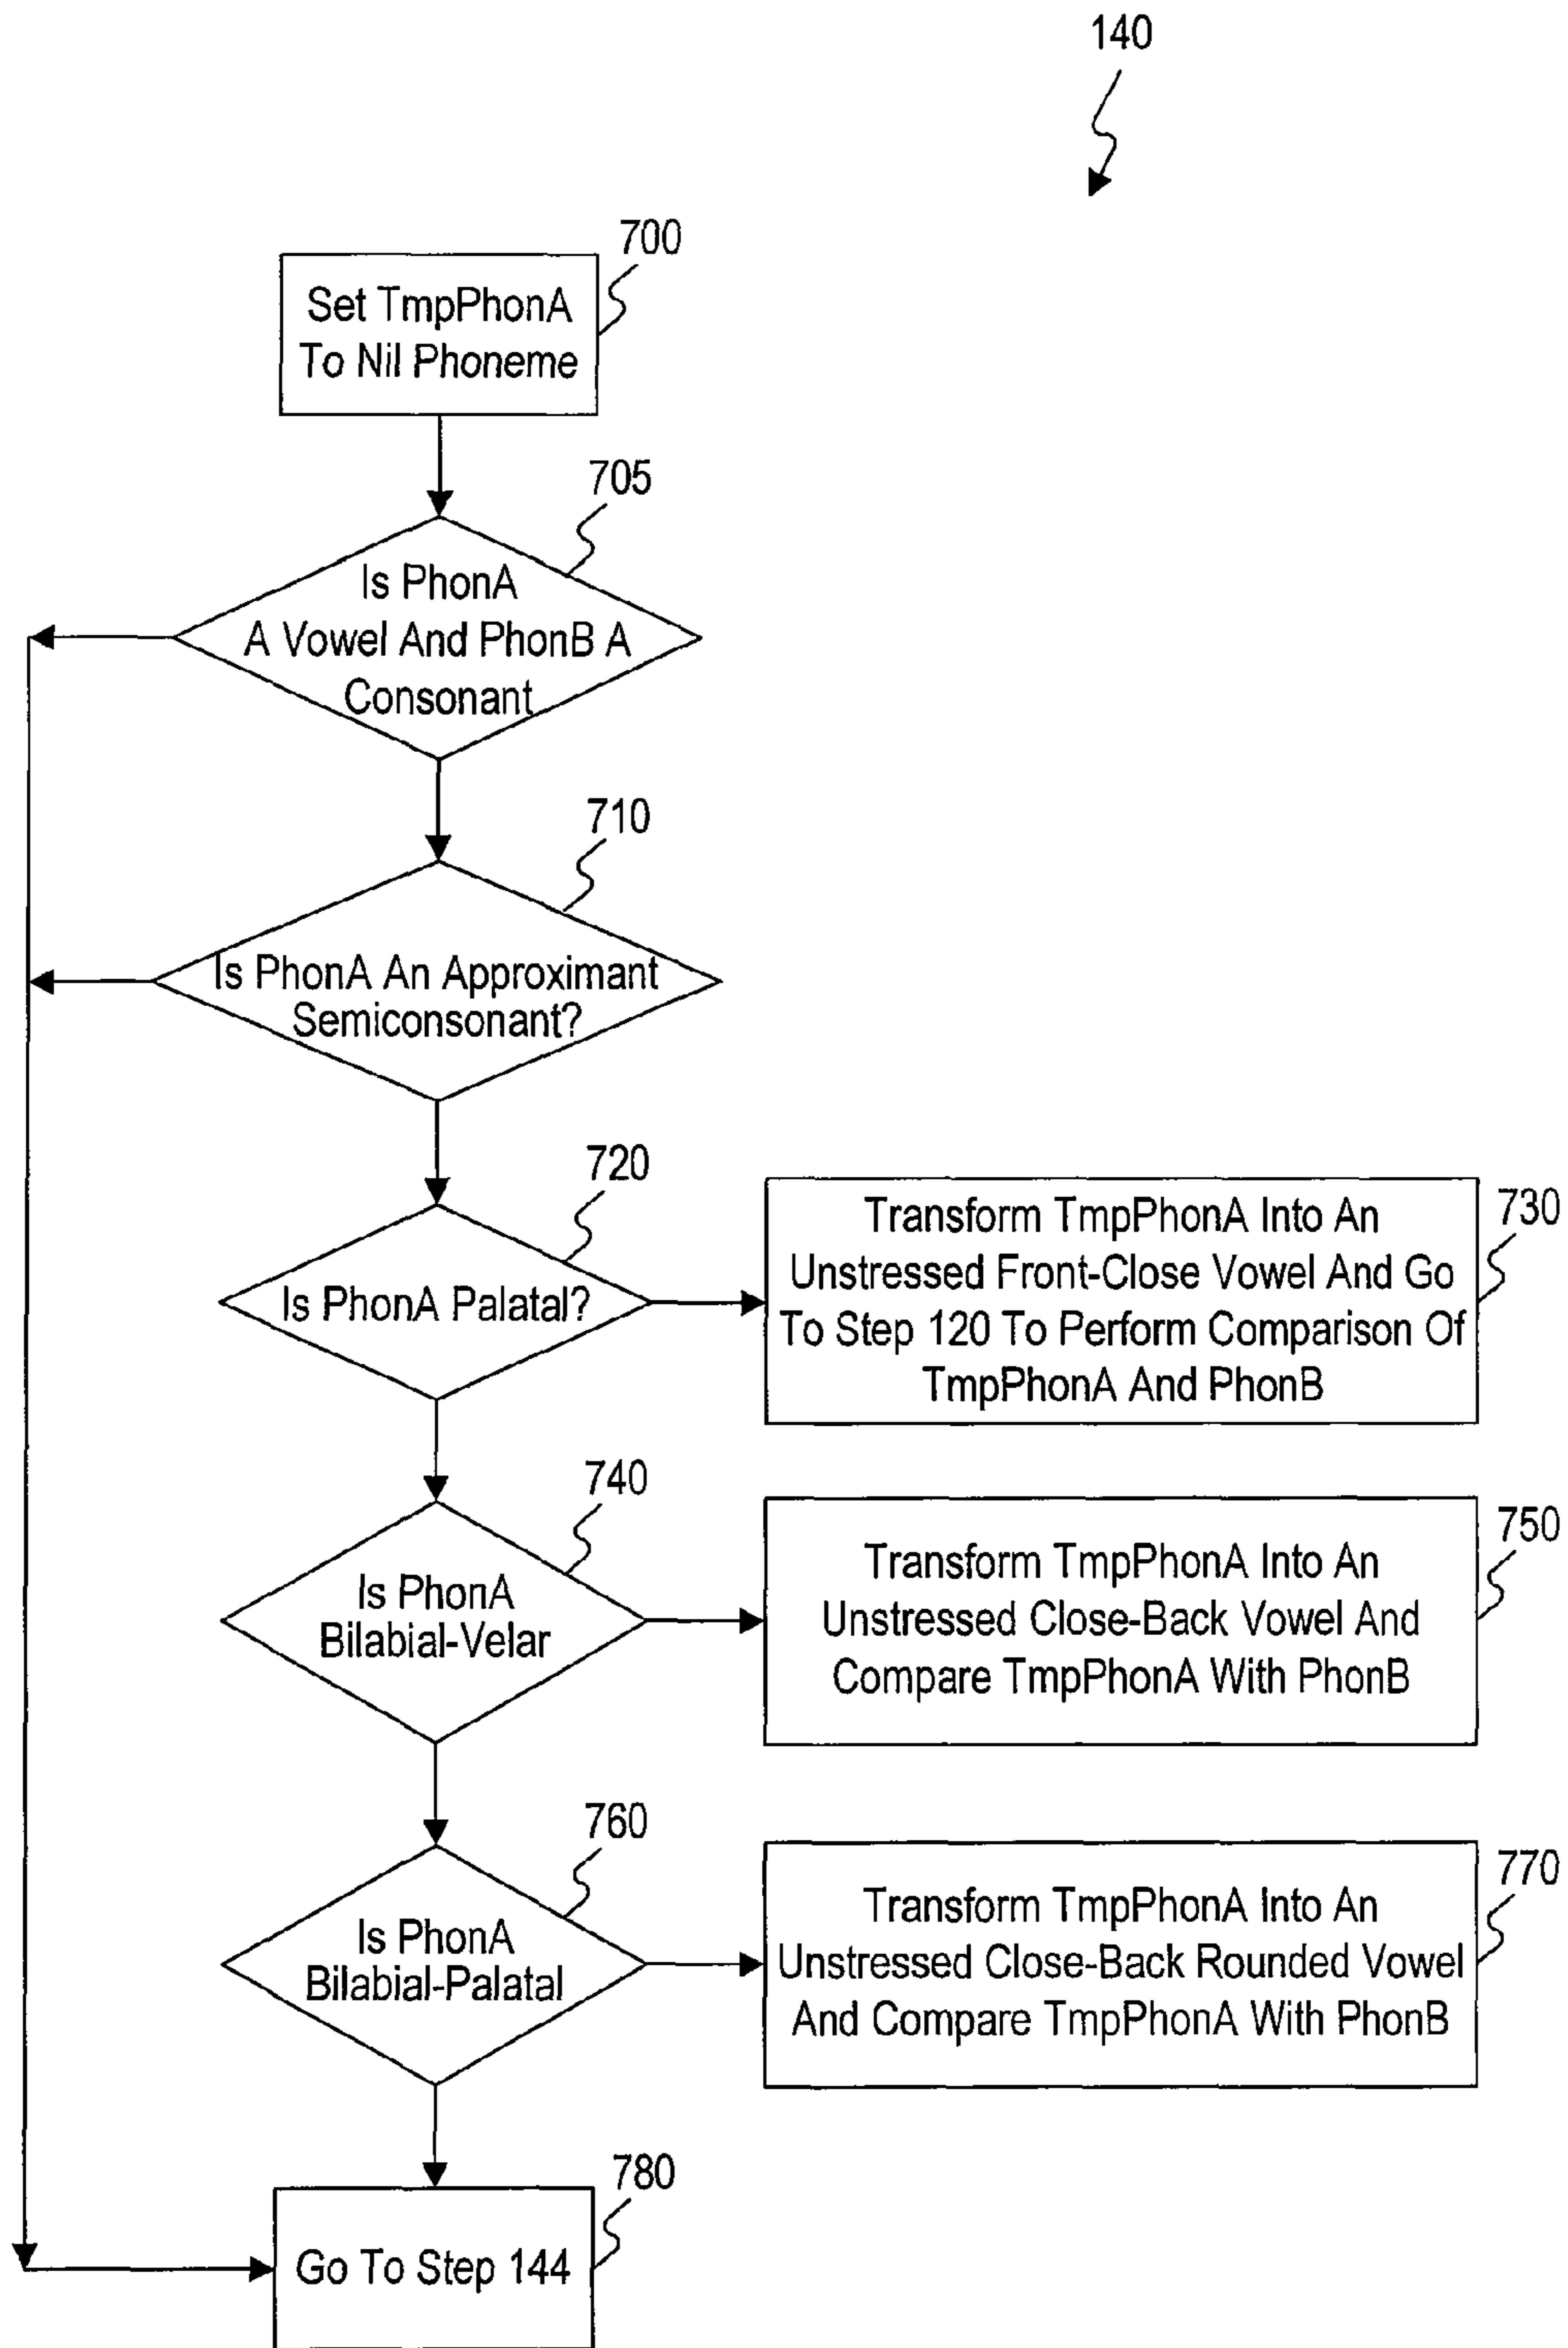 140
700
Set TmpPhonA
To Nil Phoneme
705
Is PhonA
A Vowel And PhonB A
Consonant
710
Is PhonA An Approximant
Semiconsonant?
720
Is PhonA Palatal?
730
Transform TmpPhonA Into An
Unstressed Front-Close Vowel And Go
To Step 120 To Perform Comparison Of
TmpPhonA And PhonB
740
Is PhonA
Bilabial-Velar
750
Transform TmpPhonA Into An
Unstressed Close-Back Vowel And
Compare TmpPhonA With PhonB
760
Is PhonA
Bilabial-Palatal
770
Transform TmpPhonA Into An
Unstressed Close-Back Rounded Vowel
And Compare TmpPhonA With PhonB
780
Go To Step 144